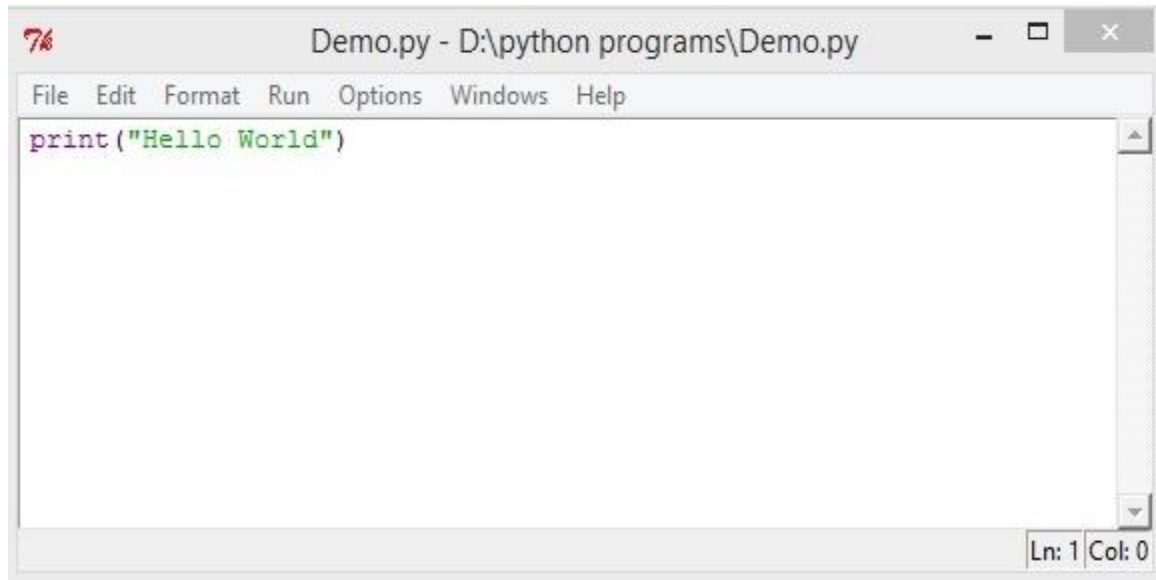 Demo.py - D:\python programs\Demo.py
File Edit Format Run Options Windows Help
print("Hello World")
Ln: 1 Col: 0